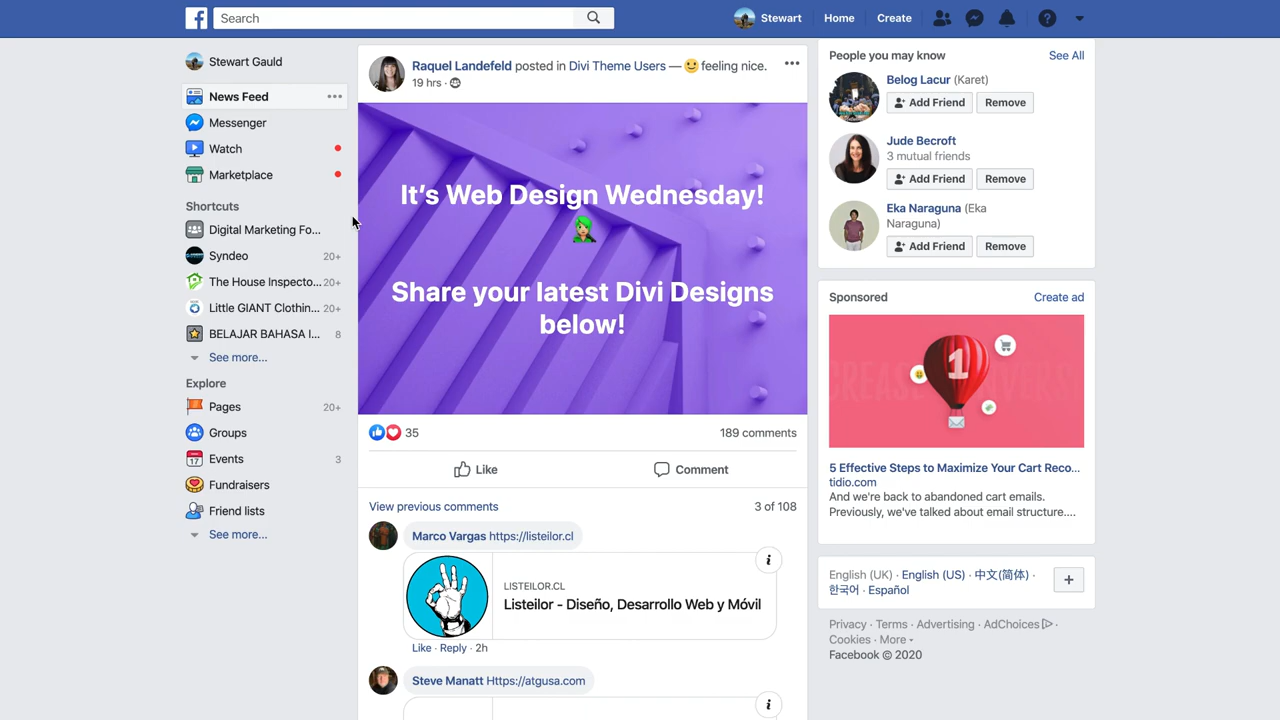 Search
Stewart
Home
Create
Stewart Gauld
News Feed
Messenger
Watch
Marketplace
Shortcuts
Digital Marketing Fo...
Syndeo 20+
The House Inspecto... 20+
Little GIANT Clothin... 20+
BELAJAR BAHASA I... 8
See more...
Explore
Pages 20+
Groups
Events 3
Fundraisers
Friend lists
See more...
Raquel Landefeld posted in Divi Theme Users — 🙂 feeling nice.
19 hrs ·
It's Web Design Wednesday!
Share your latest Divi Designs
below!
35
189 comments
Like
Comment
View previous comments
3 of 108
Marco Vargas https://listeilor.cl
LISTEILOR.CL
Listeilor - Diseño, Desarrollo Web y Móvil
Like · Reply · 2h
Steve Manatt Https://atgusa.com
People you may know
See All
Belog Lacur (Karet)
Add Friend
Remove
Jude Becroft
3 mutual friends
Add Friend
Remove
Eka Naraguna (Eka
Naraguna)
Add Friend
Remove
Sponsored
Create ad
1
5 Effective Steps to Maximize Your Cart Reco...
tidio.com
And we're back to abandoned cart emails.
Previously, we've talked about email structure....
English (UK) · English (US) · 中文(简体) ·
한국어 · Español
Privacy · Terms · Advertising · AdChoices ·
Cookies · More
Facebook © 2020